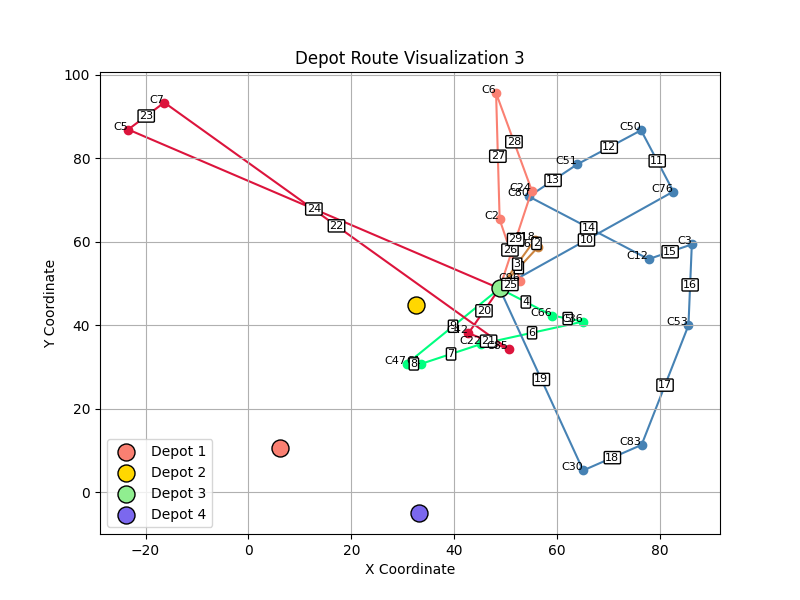 Depot Route Visualization 3
100
80
60
40
20
0
Y Coordinate
−20
0
20
40
60
80
X Coordinate
C7
C5
23
24
22
C6
28
27
C24
C2
29
26
2
3
25
C50
12
C51
11
13
C76
C80
14
10
C12
15
C3
16
C53
4
C66
20
9
C22
21
6
7
C47
8
19
17
C83
18
C30
Depot 1
Depot 2
Depot 3
Depot 4